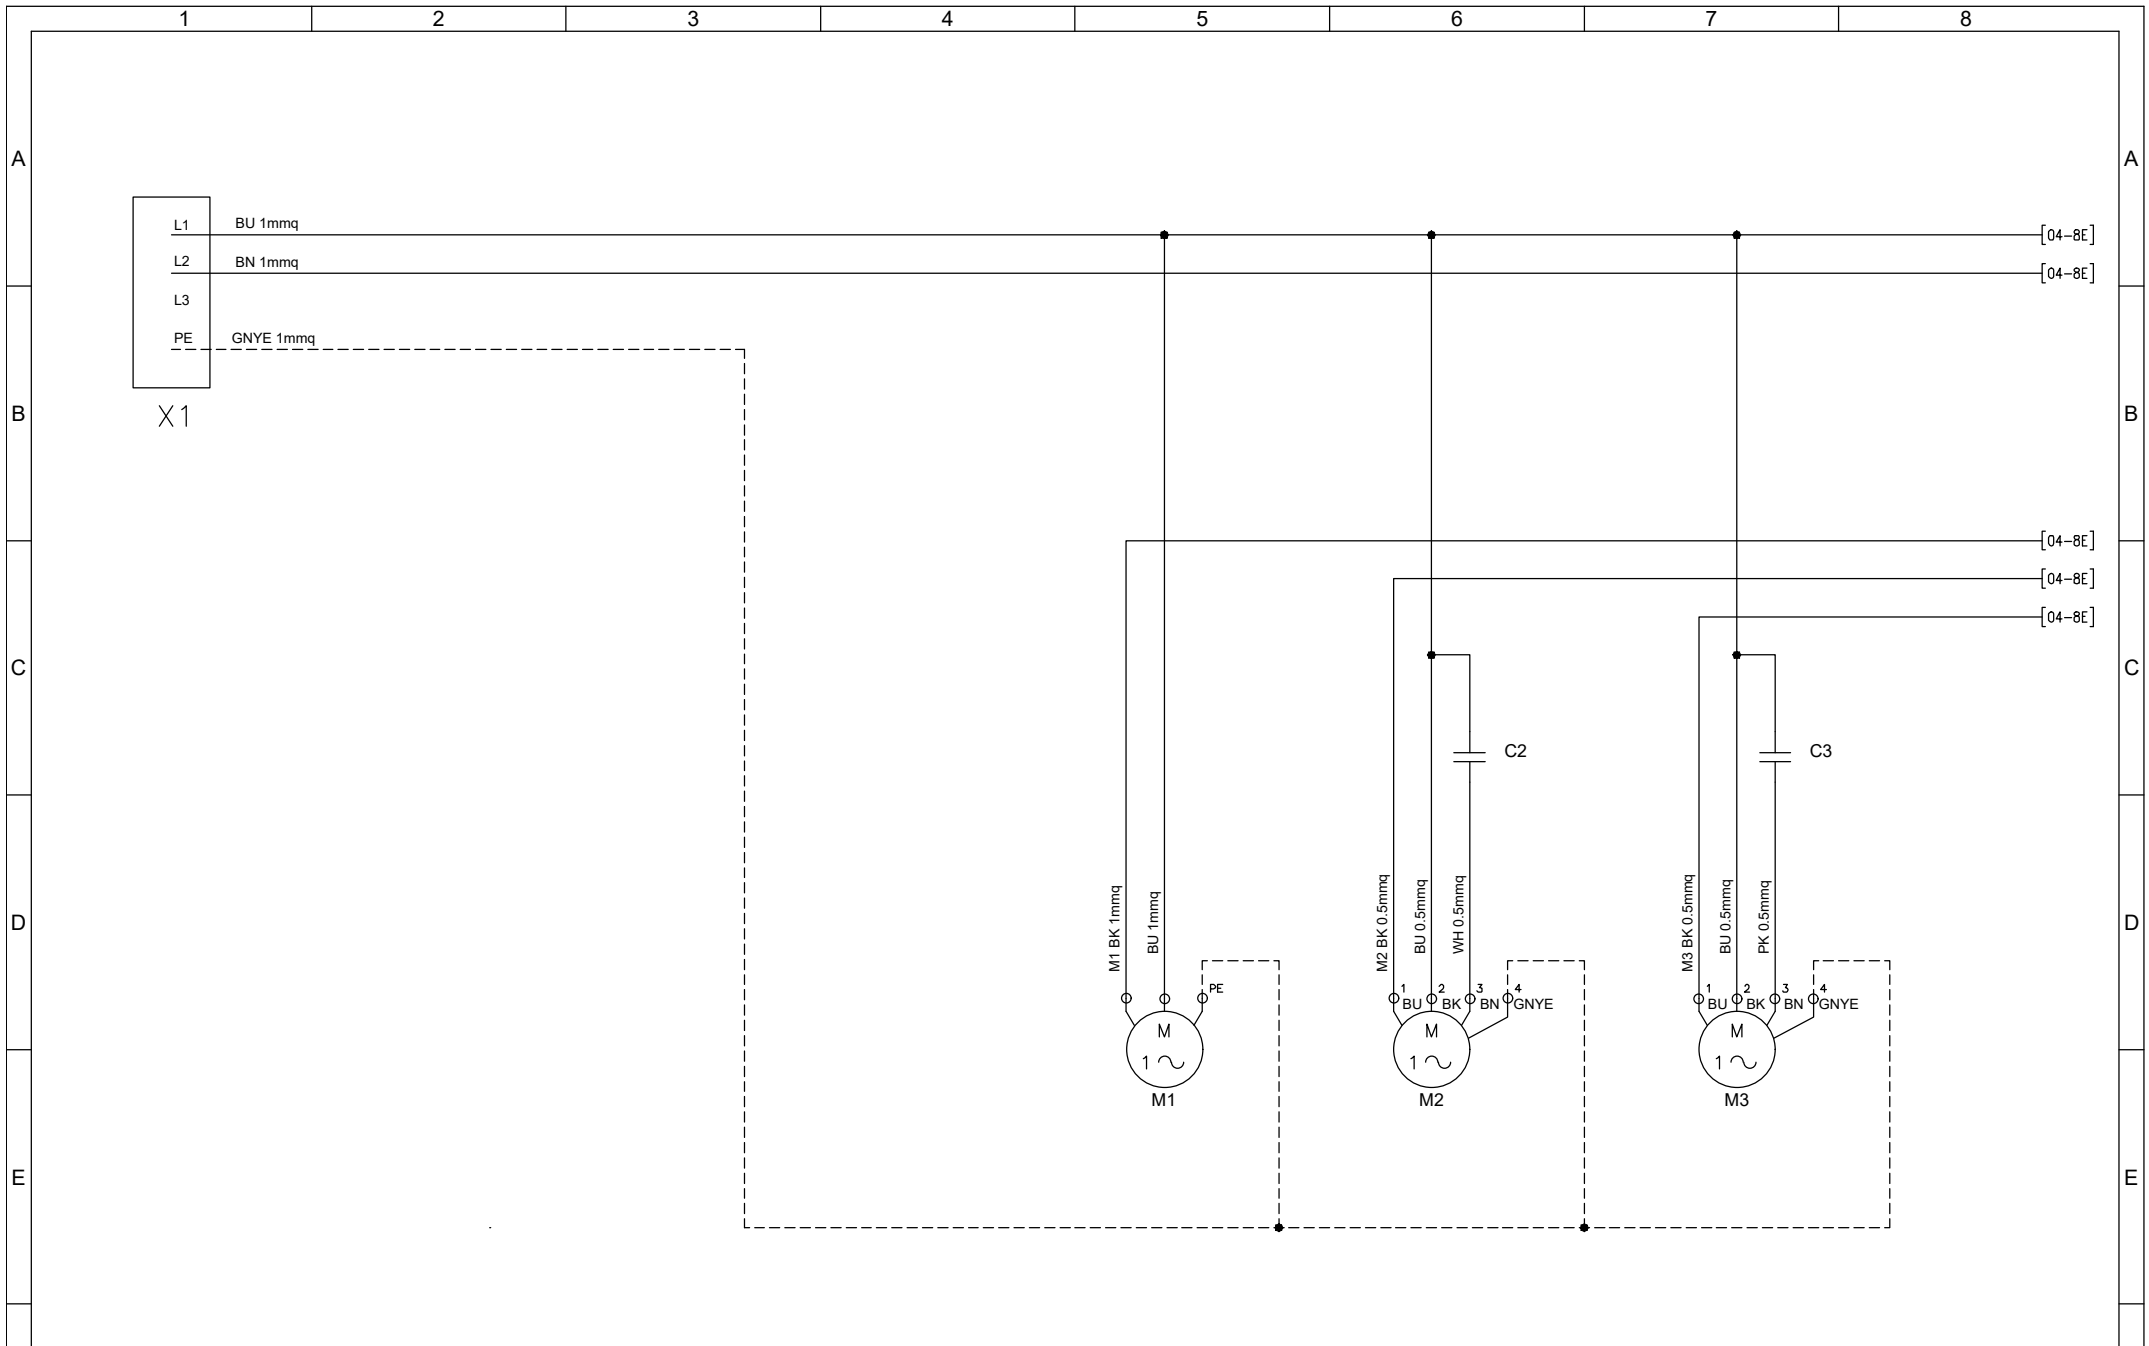 1 2 3 4 5 6 7 8
A A
L1 BU 1mmq [04-8E]
L2 BN 1mmq [04-8E]
L3
PE GNYE 1mmq
X1
B B
[04-8E]
[04-8E]
[04-8E]
C C
C2 C3
M1 BK 1mmq
BU 1mmq
M2 BK 0.5mmq
BU 0.5mmq
WH 0.5mmq
M3 BK 0.5mmq
BU 0.5mmq
PK 0.5mmq
D D
PE 1 2 3 4 1 2 3 4
BU BK BN GNYE BU BK BN GNYE
M M M
1 1 1
M1 M2 M3
E E